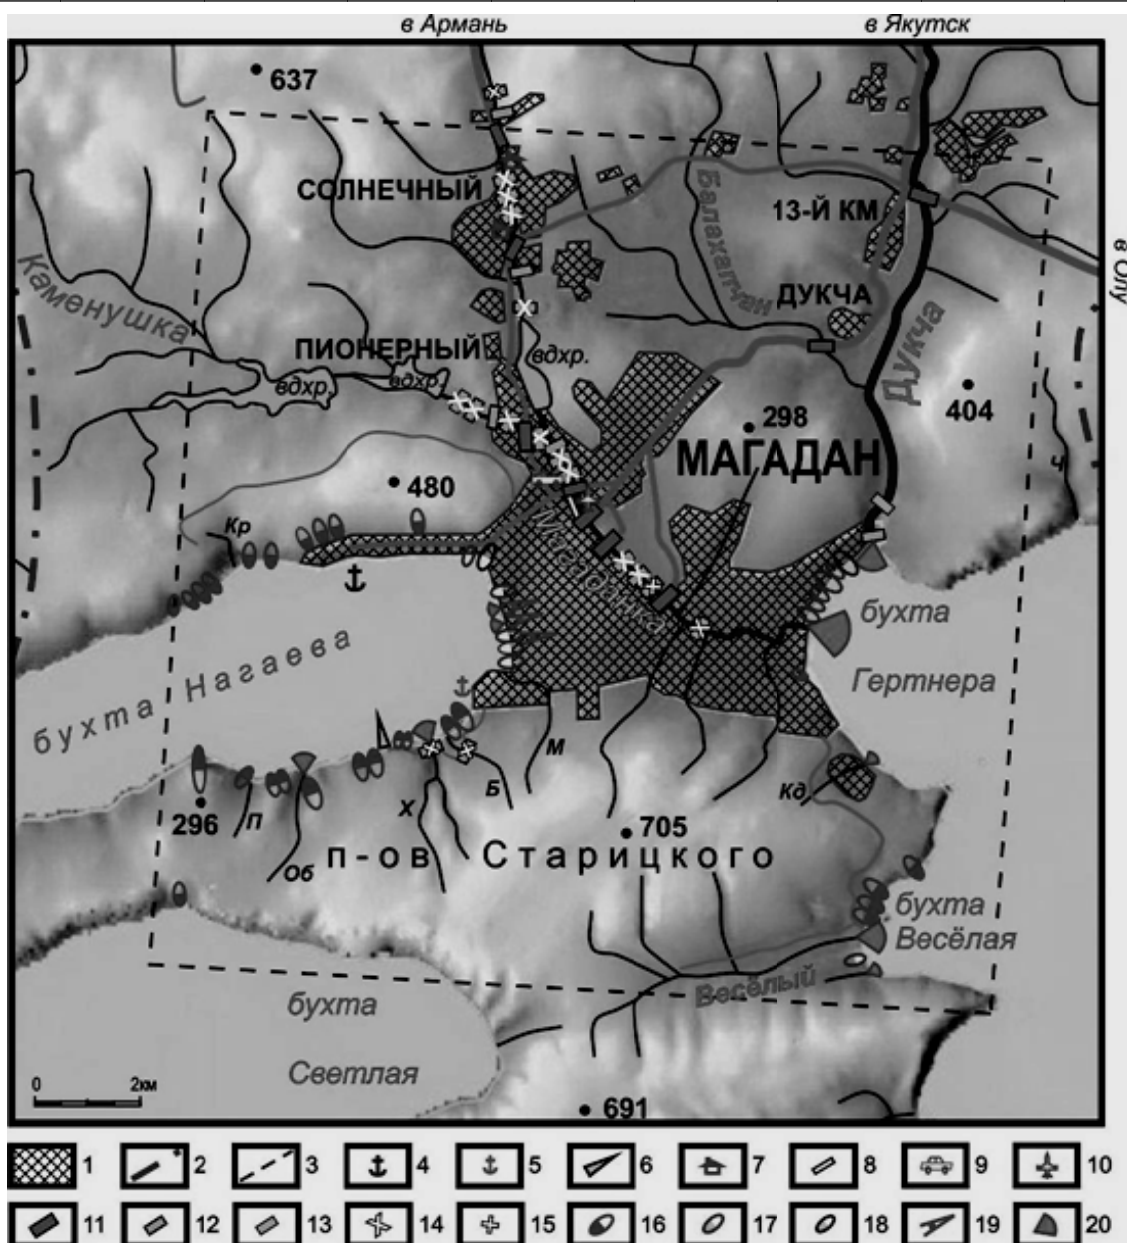 в Армань
в Якутск
637
СОЛНЕЧНЫЙ
Балахапчан
13-Й КМ
в Олу
Каменушка
ДУКЧА
Дукча
ПИОНЕРНЫЙ
вдхр.
вдхр.
вдхр.
404
298
МАГАДАН
Ч
480
Кр
Магаданка
бухта
Гертнера
бухта Нагаева
М
Б
Кд
296
П
Х
705
Об
п-ов Старицкого
бухта
Весёлая
Весёлый
бухта
Светлая
0 2км
691
1 2 3 4 5 6 7 8 9 10
11 12 13 14 15 16 17 18 19 20